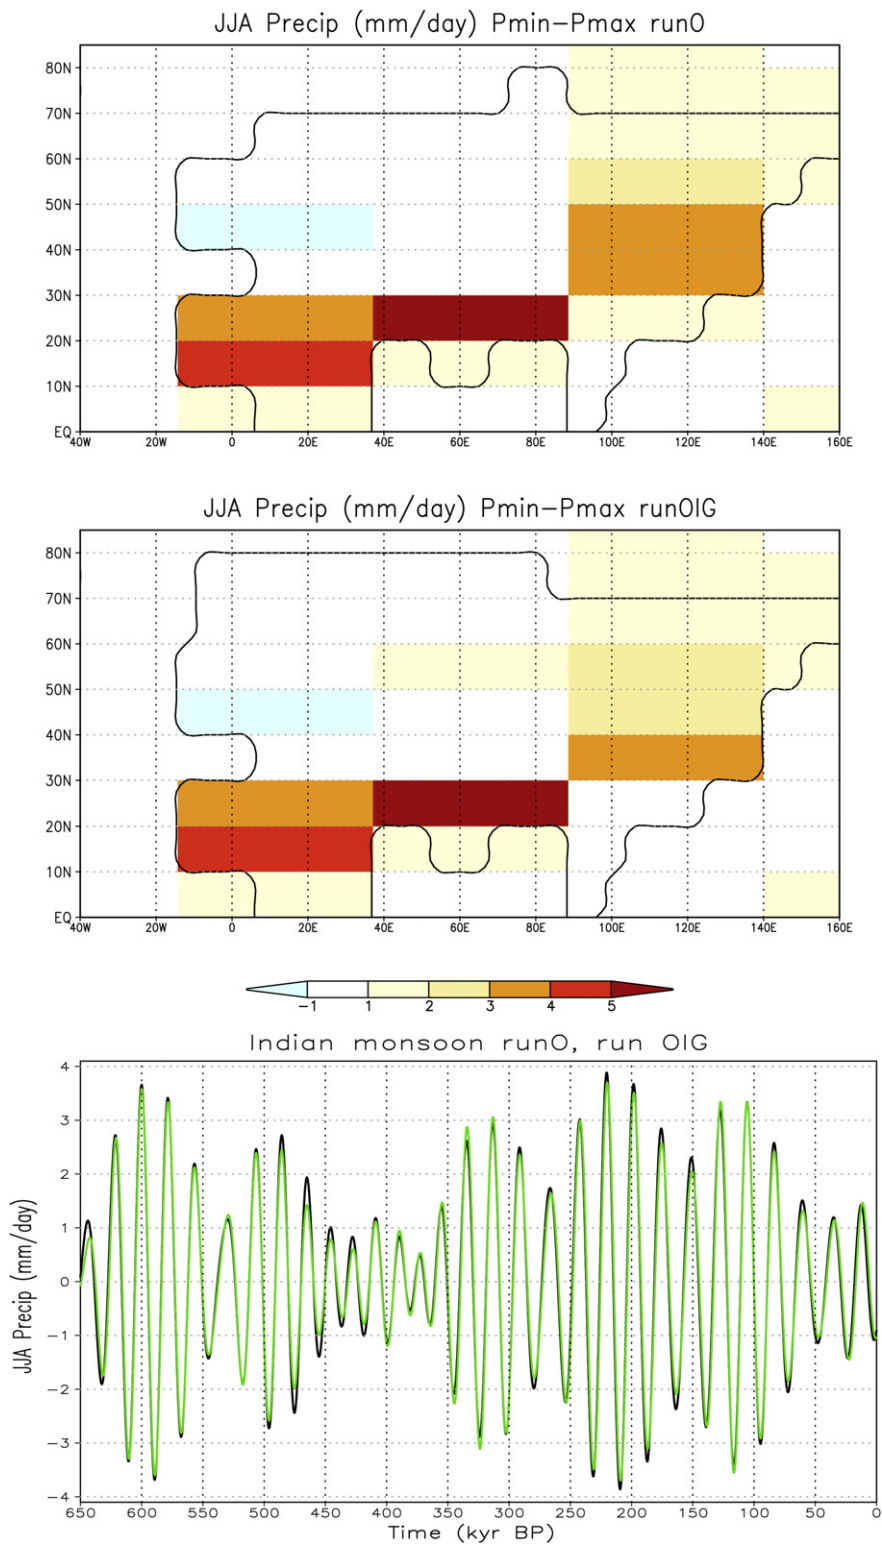 JJA Precip (mm/day) Pmin−Pmax runO
80N
70N
60N
50N
40N
30N
20N
10N
EQ
40W 20W 0 20E 40E 60E 80E 100E 120E 140E 160E
JJA Precip (mm/day) Pmin−Pmax runOIG
80N
70N
60N
50N
40N
30N
20N
10N
EQ
40W 20W 0 20E 40E 60E 80E 100E 120E 140E 160E
−1 1 2 3 4 5
Indian monsoon runO, run OIG
JJA Precip (mm/day)
4
3
2
1
0
−1
−2
−3
−4
650 600 550 500 450 400 350 300 250 200 150 100 50 0
Time (kyr BP)